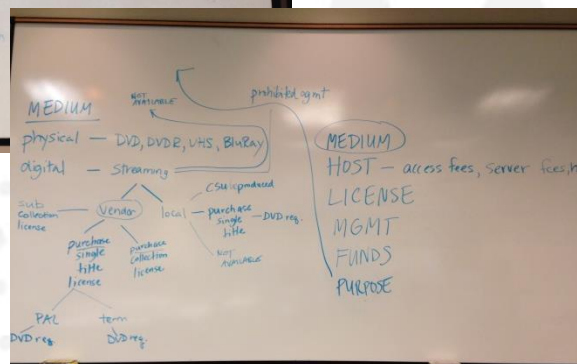 MEDIUM
physical — DVD, DVDR, VHS, BluRay
digital — streaming
NOT
AVAILABLE
prohibited mgmt
sub
collection
license
Vendor
local
purchase
single
title
license
purchase
collection
license
CSU produced
purchase
single
title
— DVD req.
NOT
AVAILABLE
PAL
DVD req.
term
DVD req.
MEDIUM
HOST — access fees, server fees,
LICENSE
MGMT
FUNDS
PURPOSE